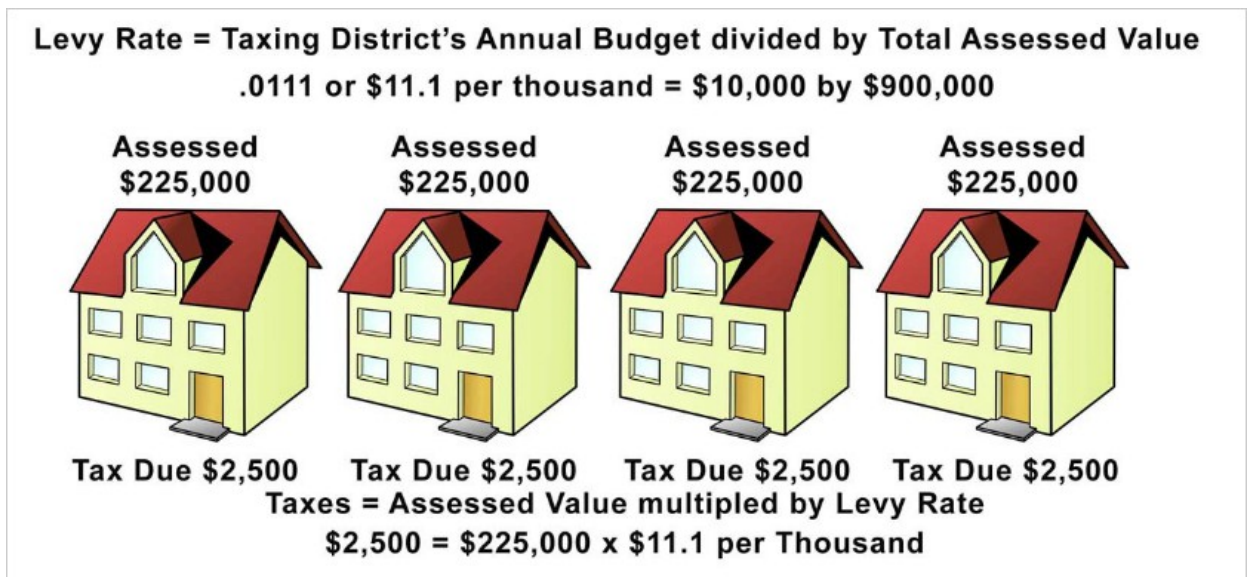 Levy Rate = Taxing District's Annual Budget divided by Total Assessed Value
.0111 or $11.1 per thousand = $10,000 by $900,000
Assessed
$225,000
Assessed
$225,000
Assessed
$225,000
Assessed
$225,000
Tax Due $2,500
Tax Due $2,500
Tax Due $2,500
Tax Due $2,500
Taxes = Assessed Value multipled by Levy Rate
$2,500 = $225,000 x $11.1 per Thousand